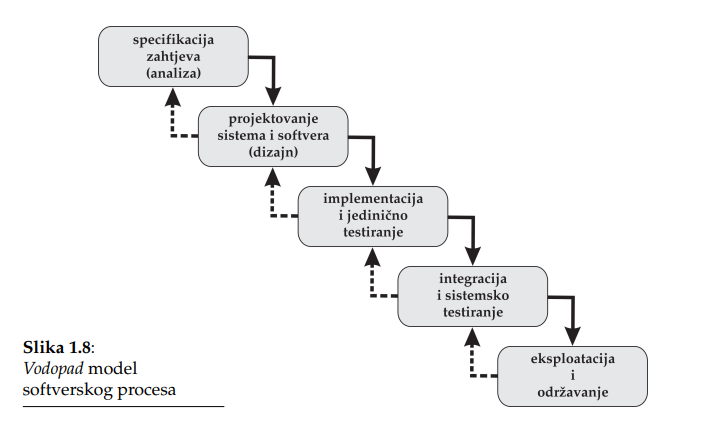 specifikacija
zahtjeva
(analiza)
projektovanje
sistema i softvera
(dizajn)
implementacija
i jedinično
testiranje
integracija
i sistemsko
testiranje
eksploatacija
i
održavanje
Slika 1.8:
Vodopad model
softverskog procesa